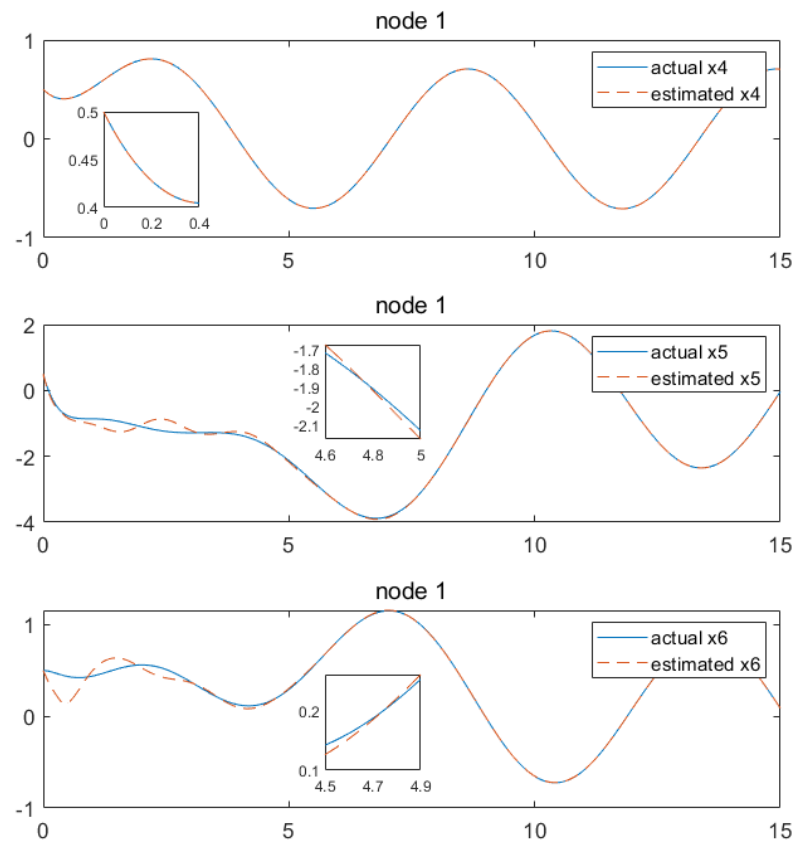 node 1
1
0
-1
0 5 10 15
actual x4
estimated x4
0.5
0.45
0.4
0 0.2 0.4
node 1
2
0
-2
-4
0 5 10 15
actual x5
estimated x5
-1.7
-1.8
-1.9
-2
-2.1
4.6 4.8 5
node 1
1
0
-1
0 5 10 15
actual x6
estimated x6
0.2
0.1
4.5 4.7 4.9